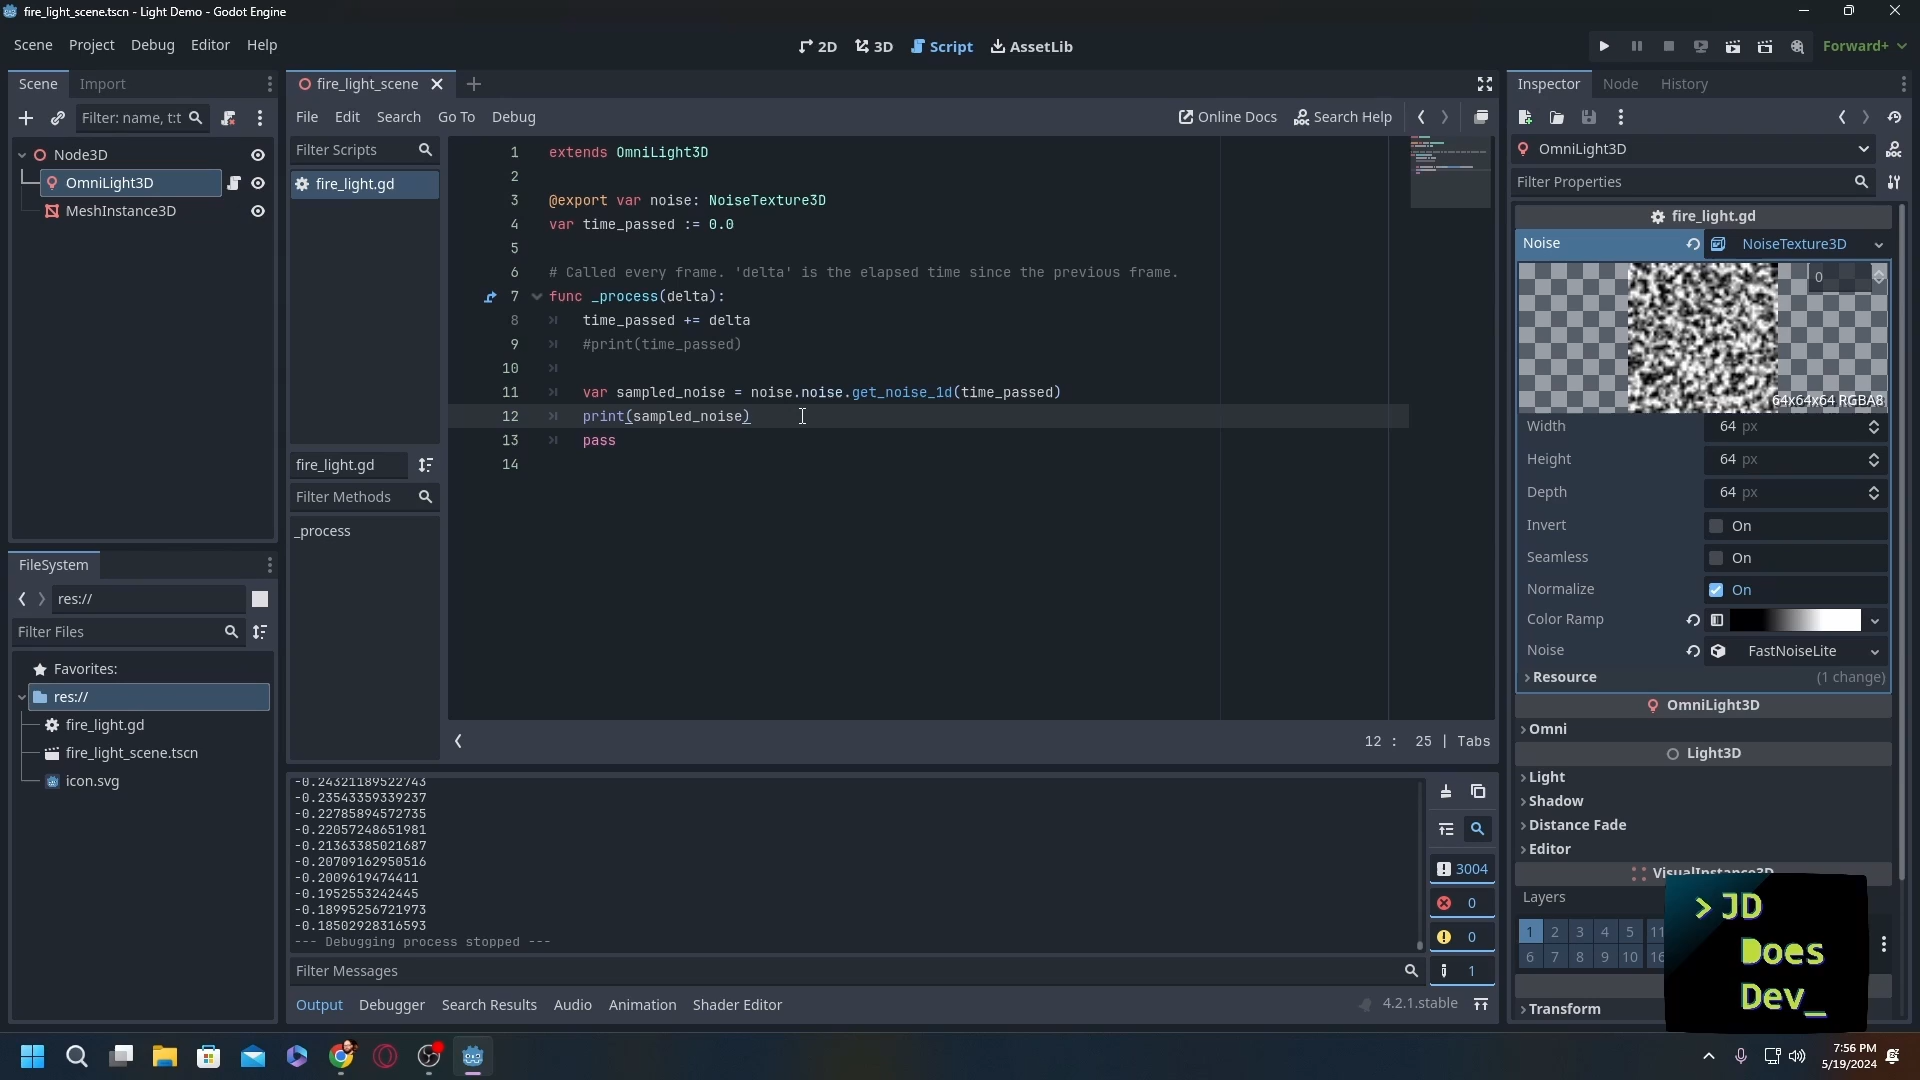 fire_light_scene.tscn - Light Demo - Godot Engine
Scene Project Debug Editor Help
2D 3D Script AssetLib
Forward+
Scene Import
Filter: name, t:t
Node3D
OmniLight3D
MeshInstance3D
fire_light_scene
File Edit Search Go To Debug
Online Docs Search Help
Filter Scripts
fire_light.gd
fire_light.gd
Filter Methods
_process
1 extends OmniLight3D
2
3 @export var noise: NoiseTexture3D
4 var time_passed := 0.0
5
6 # Called every frame. 'delta' is the elapsed time since the previous frame.
7 func _process(delta):
8 time_passed += delta
9 #print(time_passed)
10
11 var sampled_noise = noise.noise.get_noise_1d(time_passed)
12 print(sampled_noise)
13 pass
14
12 : 25 | Tabs
FileSystem
res://
Filter Files
Favorites:
res://
fire_light.gd
fire_light_scene.tscn
icon.svg
-0.24321189522743
-0.23543359339237
-0.22785894572735
-0.22057248651981
-0.21363385021687
-0.20709162950516
-0.2009619474411
-0.1952553242445
-0.18995256721973
-0.18502928316593
--- Debugging process stopped ---
3004
0
0
1
Filter Messages
Output Debugger Search Results Audio Animation Shader Editor
4.2.1.stable
Inspector Node History
OmniLight3D
Filter Properties
fire_light.gd
Noise NoiseTexture3D
0
64x64x64 RGBA8
Width 64 px
Height 64 px
Depth 64 px
Invert On
Seamless On
Normalize On
Color Ramp
Noise FastNoiseLite
Resource (1 change)
OmniLight3D
Omni
Light3D
Light
Shadow
Distance Fade
Editor
VisualInstance3D
Layers
1 2 3 4 5 11
6 7 8 9 10 16
Transform
>JD
Does
Dev_
7:56 PM
5/19/2024